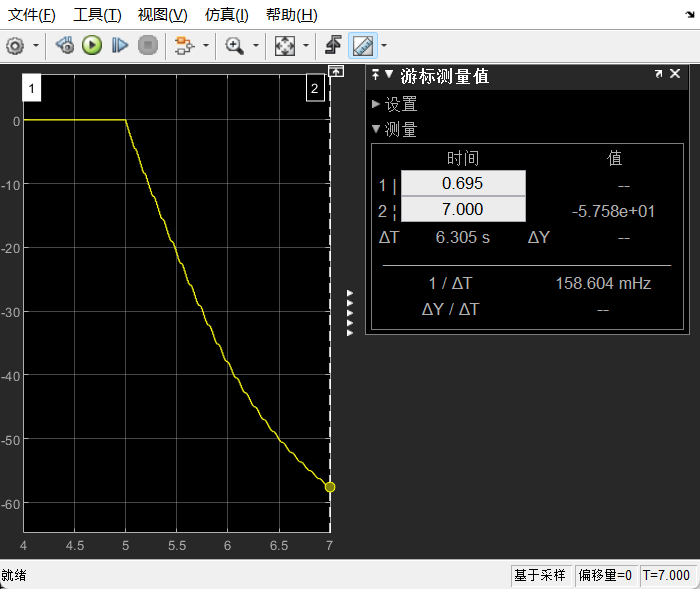 文件(F) 工具(T) 视图(V) 仿真(I) 帮助(H)
1
2
0
-10
-20
-30
-40
-50
-60
4 4.5 5 5.5 6 6.5 7
游标测量值
设置
测量
时间 值
1 | 0.695 --
2 ¦ 7.000 -5.758e+01
ΔT 6.305 s ΔY --
1 / ΔT 158.604 mHz
ΔY / ΔT --
就绪 基于采样 偏移量=0 T=7.000